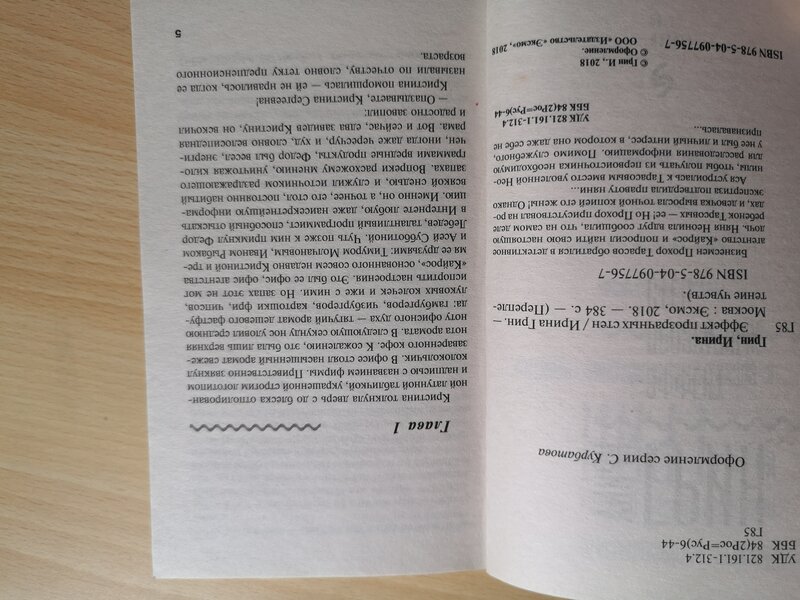 УДК 821.161.1-312.4
ББК 84(2Рос=Рус)6-44
Г85
Оформление серии С. Курбатова
Грин, Ирина.
Г85 Эффект прозрачных стен / Ирина Грин. —
Москва : Эксмо, 2018. — 384 с. — (Перепле-
тение чувств).
ISBN 978-5-04-097756-7
Бизнесмен Прохор Тарасов обратился в детективное
агентство «Кайрос» и попросил найти свою настоящую
дочь. Няня Неонила вдруг сообщила, что на самом деле
ребенок Тарасовых — ее! Но Прохор присутствовал на ро-
дах, и девочка выросла точной копией его жены! Однако
экспертиза подтвердила правоту няни...
Ася устроилась к Тарасовым вместо уволенной Нео-
нилы, чтобы получать из первоисточника необходимую
для расследования информацию. Помимо служебного,
у нее был и личный интерес, в котором она даже себе не
признавалась...
УДК 821.161.1-312.4
ББК 84(2Рос=Рус)6-44
© Грин И., 2018
© Оформление.
ООО «Издательство «Эксмо», 2018
ISBN 978-5-04-097756-7
Глава 1
Кристина толкнула дверь с до блеска отполирован-
ной латунной табличкой, украшенной строгим логотипом
и надписью с названием фирмы. Приветственно звякнул
колокольчик. В офисе стоял насыщенный аромат свеже-
заваренного кофе. К сожалению, это была лишь верхняя
нота аромата. В следующую секунду нос уловил среднюю
ноту офисного духа — тягучий аромат дешевого фастфу-
да: гамбургеров, чизбургеров, картошки фри, чипсов,
луковых колечек и иже с ними. Но запах этот не мог
испортить настроения. Это был ее офис, офис агентства
«Кайрос», основанного совсем недавно Кристиной и тре-
мя ее друзьями: Тимуром Молчановым, Иваном Рыбаком
и Асей Субботиной. Чуть позже к ним примкнул Федор
Лебедев, талантливый программист, способный отыскать
в Интернете любую, даже наисекретнейшую информа-
цию. Именно он, а точнее, его стол, постоянно набитый
всякой снедью, и служил источником раздражающего
запаха. Вопреки расхожему мнению, уничтожая кило-
граммами вредные продукты, Федор был весел, энерги-
чен, иногда даже чересчур, и худ, словно велосипедная
рама. Вот и сейчас, едва завидев Кристину, он вскочил
и радостно завопил:
— Опаздываете, Кристина Сергеевна!
Кристина поморщилась — ей не нравилось, когда ее
называли по отчеству, словно тетку предпенсионного
возраста.
5